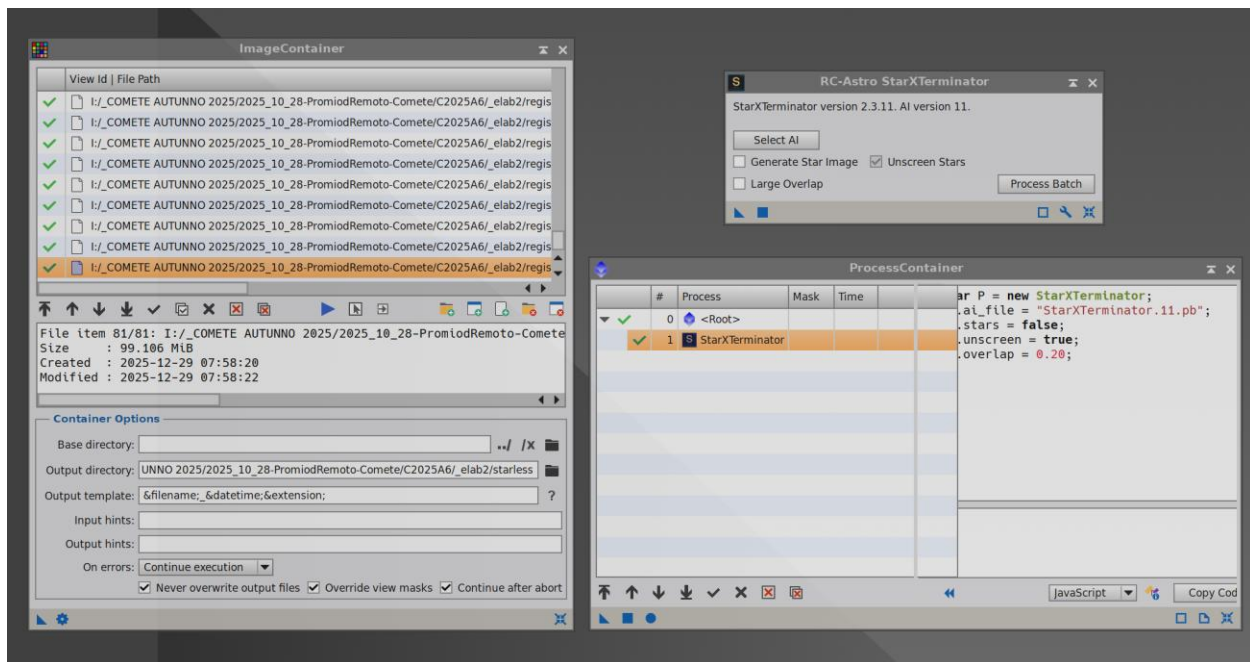 ImageContainer
View Id | File Path
I:/_COMETE AUTUNNO 2025/2025_10_28-PromiodRemoto-Comete/C2025A6/_elab2/regis
I:/_COMETE AUTUNNO 2025/2025_10_28-PromiodRemoto-Comete/C2025A6/_elab2/regis
I:/_COMETE AUTUNNO 2025/2025_10_28-PromiodRemoto-Comete/C2025A6/_elab2/regis
I:/_COMETE AUTUNNO 2025/2025_10_28-PromiodRemoto-Comete/C2025A6/_elab2/regis
I:/_COMETE AUTUNNO 2025/2025_10_28-PromiodRemoto-Comete/C2025A6/_elab2/regis
I:/_COMETE AUTUNNO 2025/2025_10_28-PromiodRemoto-Comete/C2025A6/_elab2/regis
I:/_COMETE AUTUNNO 2025/2025_10_28-PromiodRemoto-Comete/C2025A6/_elab2/regis
I:/_COMETE AUTUNNO 2025/2025_10_28-PromiodRemoto-Comete/C2025A6/_elab2/regis
I:/_COMETE AUTUNNO 2025/2025_10_28-PromiodRemoto-Comete/C2025A6/_elab2/regis
File item 81/81: I:/_COMETE AUTUNNO 2025/2025_10_28-PromiodRemoto-Comete
Size : 99.106 MiB
Created : 2025-12-29 07:58:20
Modified : 2025-12-29 07:58:22
Container Options
Base directory: ../ /X
Output directory: UNNO 2025/2025_10_28-PromiodRemoto-Comete/C2025A6/_elab2/starless
Output template: &filename;_&datetime;&extension; ?
Input hints:
Output hints:
On errors: Continue execution
Never overwrite output files Override view masks Continue after abort
S RC-Astro StarXTerminator
StarXTerminator version 2.3.11. AI version 11.
Select AI
Generate Star Image Unscreen Stars
Large Overlap Process Batch
ProcessContainer
# Process Mask Time
0 <Root>
1 S StarXTerminator
ar P = new StarXTerminator;
.ai_file = "StarXTerminator.11.pb";
.stars = false;
.unscreen = true;
.overlap = 0.20;
JavaScript Copy Cod